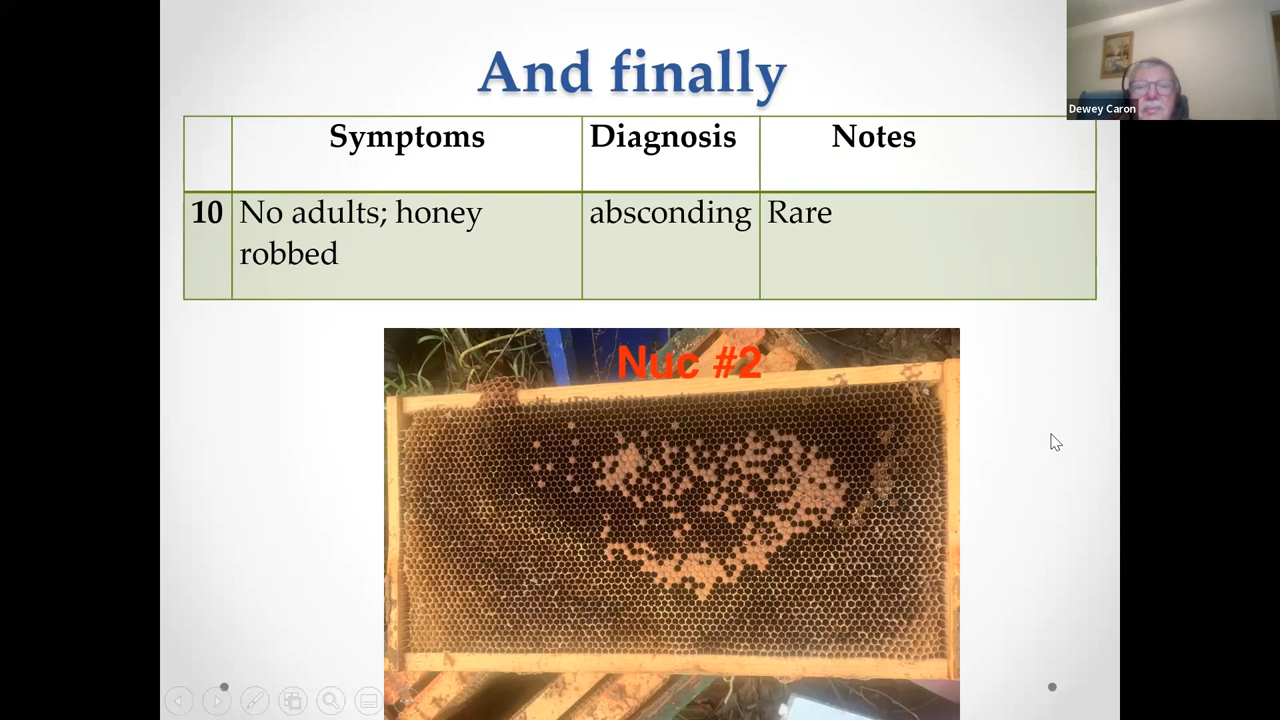 And finally
Dewey Caron
Symptoms Diagnosis Notes
10 No adults; honey absconding Rare
robbed
Nuc #2